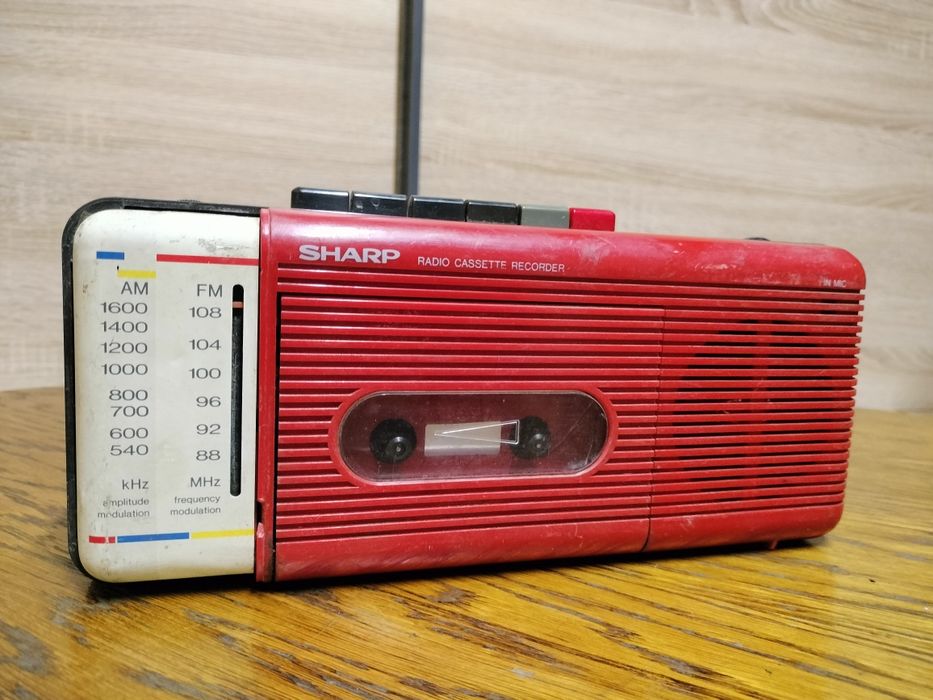 SHARP RADIO CASSETTE RECORDER
IN MIC
AM
1600
1400
1200
1000
800
700
600
540
kHz
amplitude
modulation
FM
108
104
100
96
92
88
MHz
frequency
modulation